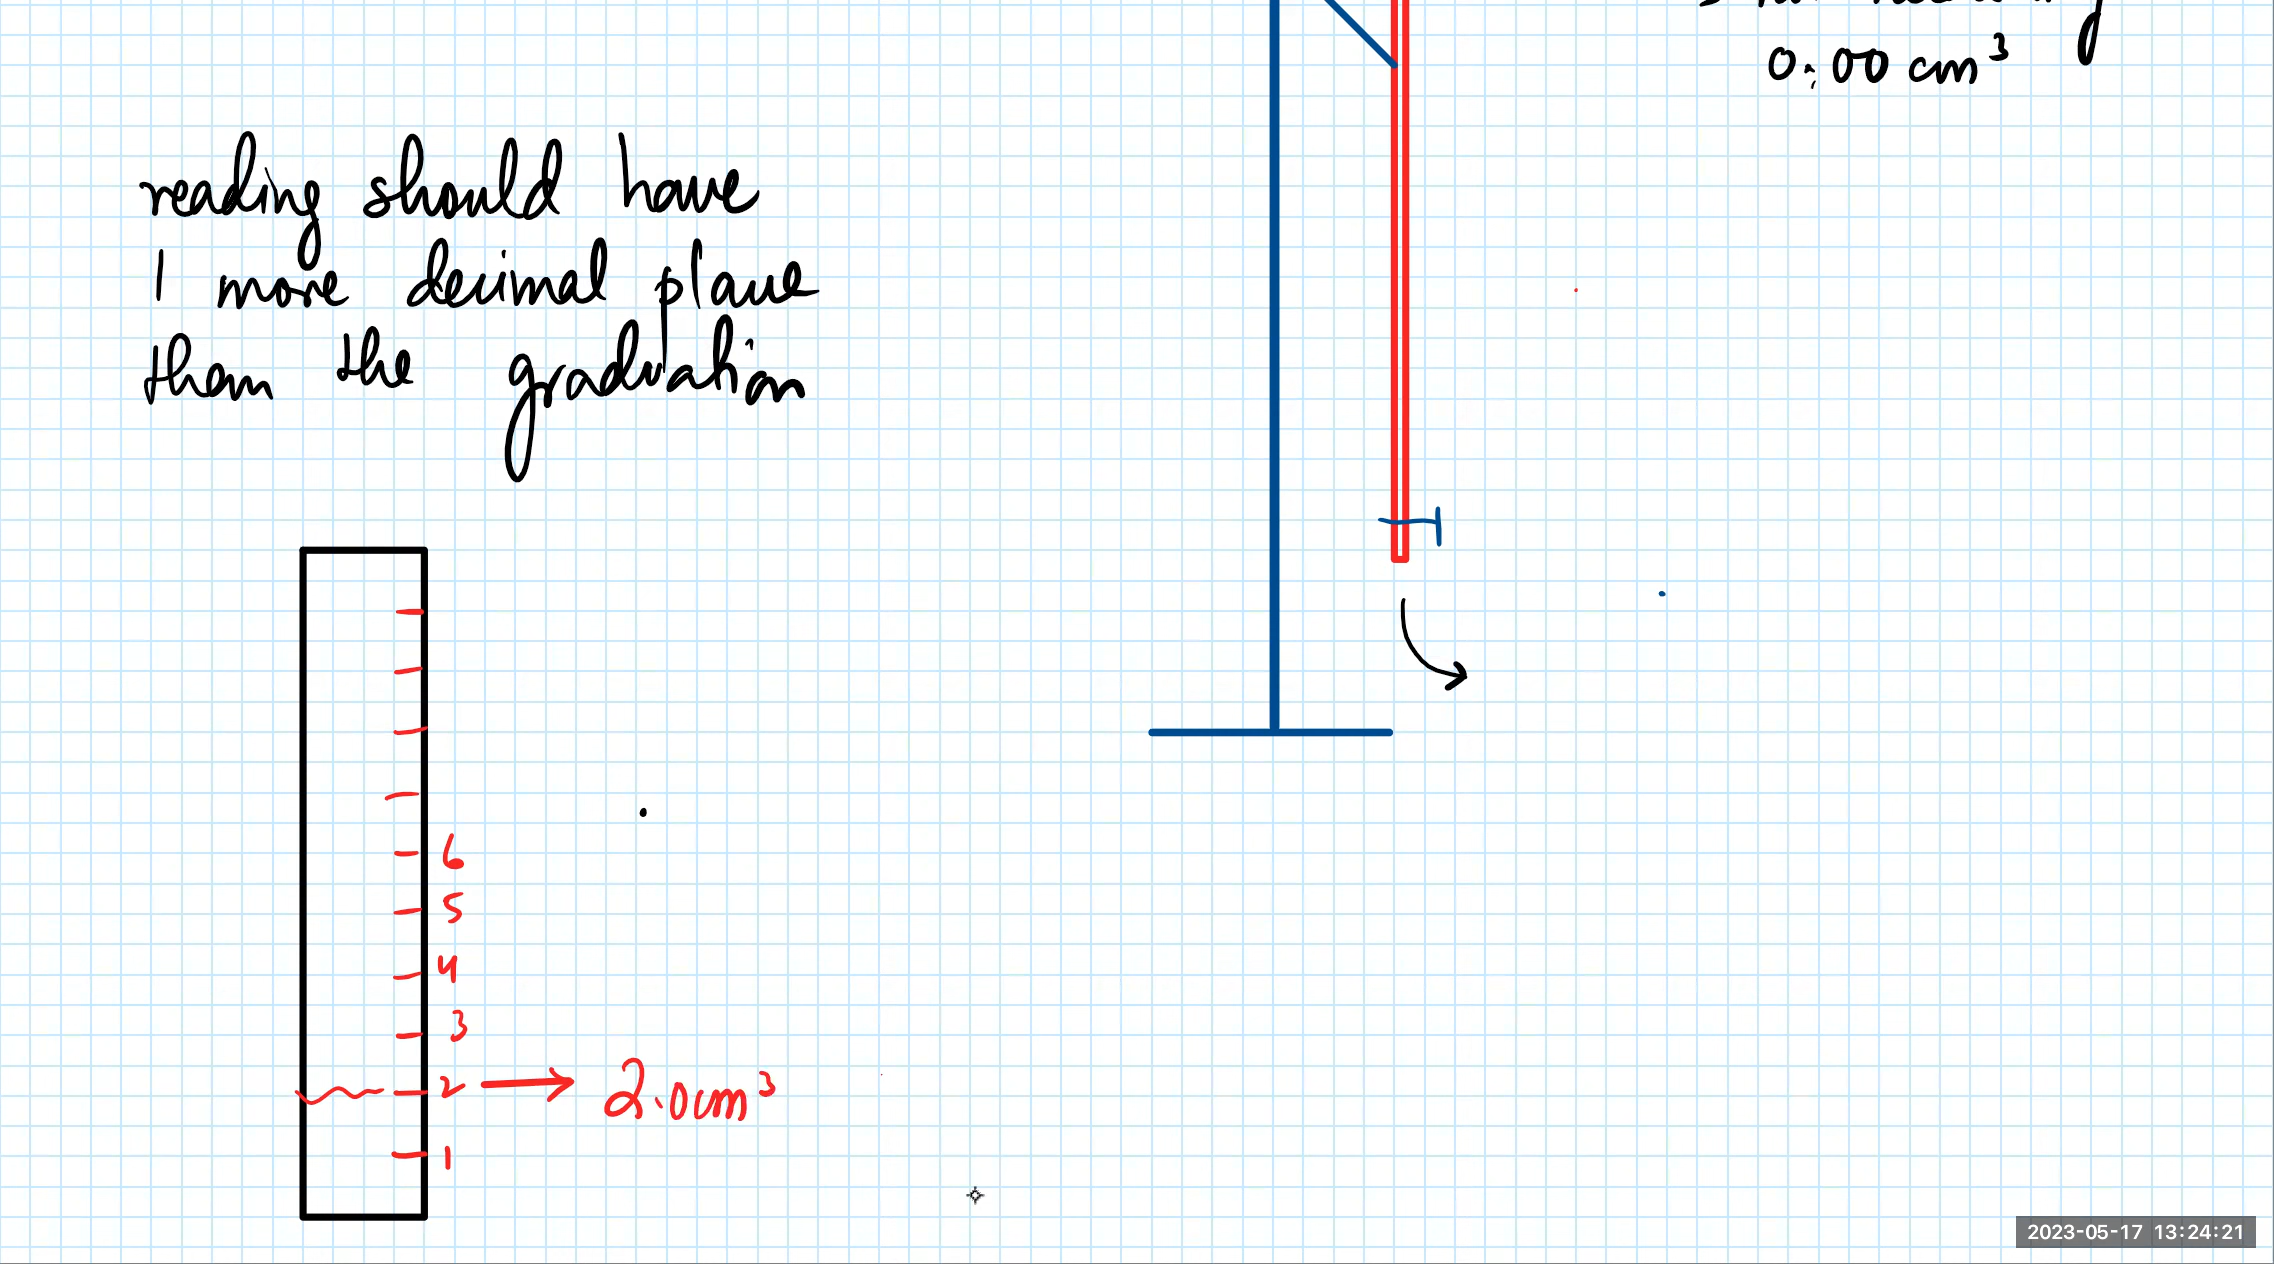 0.00 cm³
reading should have
1 more decimal place
than the graduation
6
5
4
3
2 → 2.0cm³
1
2023-05-17 13:24:21